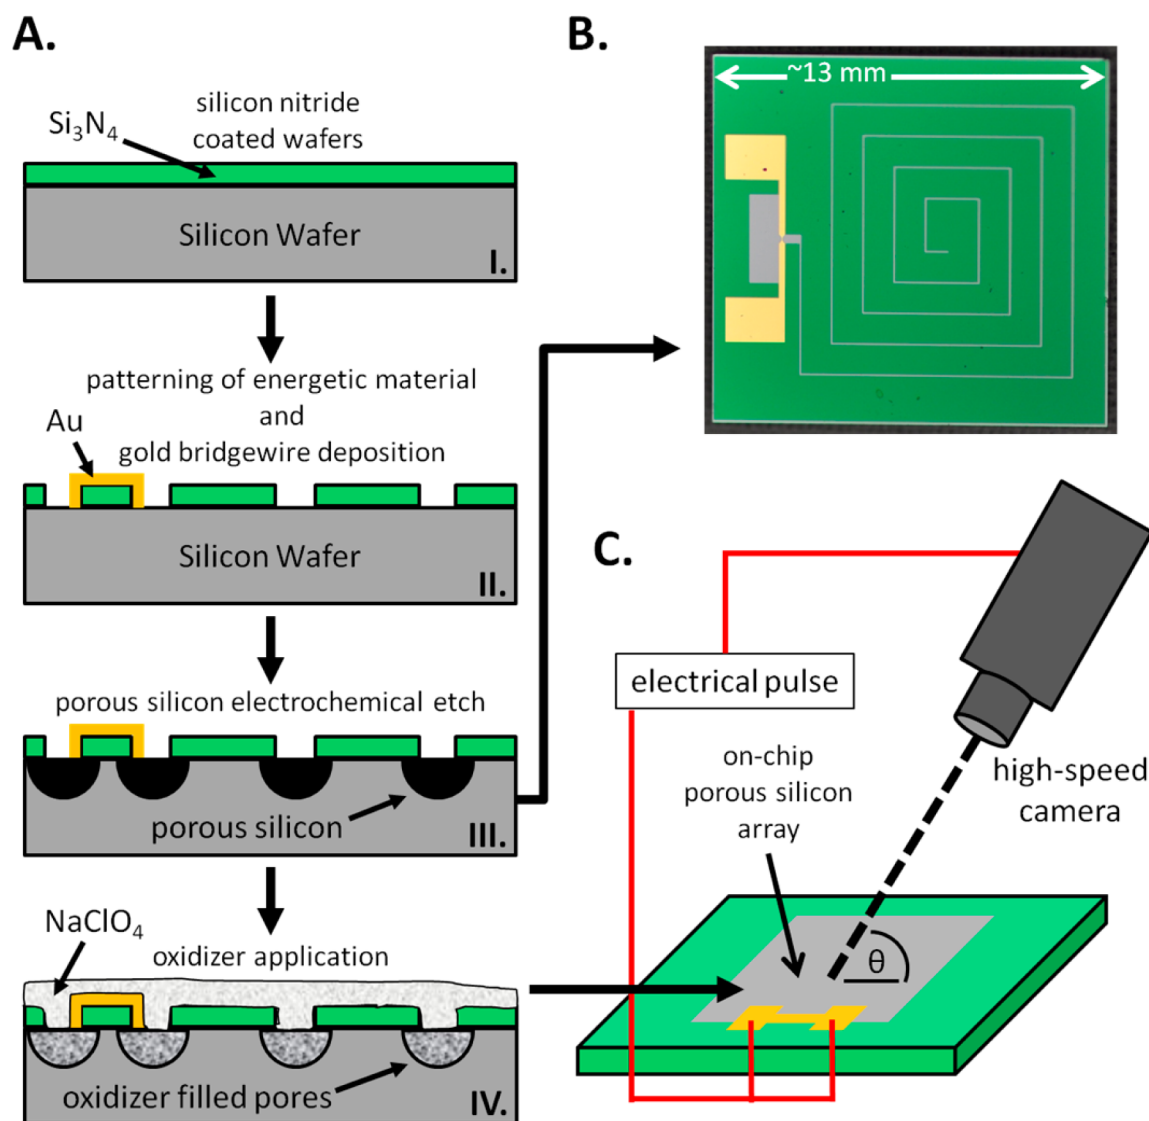 A.
silicon nitride
coated wafers
Si₃N₄
Silicon Wafer
I.
patterning of energetic material
and
gold bridgewire deposition
Au
Silicon Wafer
II.
porous silicon electrochemical etch
porous silicon
III.
NaClO₄
oxidizer application
oxidizer filled pores
IV.
B.
~13 mm
C.
electrical pulse
on-chip
porous silicon
array
high-speed
camera
θ